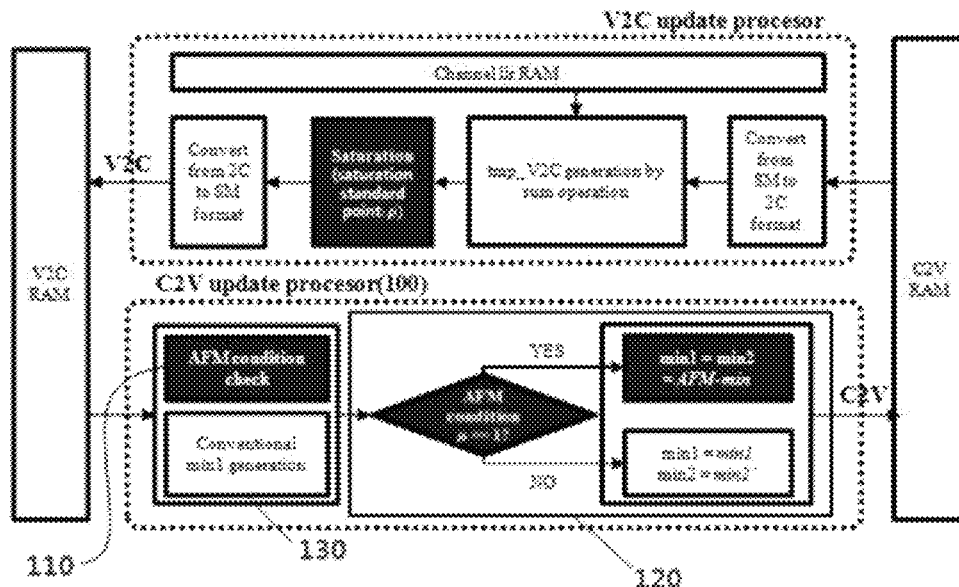 V2C update procesor
Channel llr RAM
V2C
Convert
from 2C
to SM
format
Saturation
(saturation
standard
point
tmp_V2C generation by
sum operation
Convert
from
SM to
2C
format
V2C
RAM
C2V
RAM
C2V update procesor(100)
AFM condition
check
Conventional
min1 generation
AFM
condition
YES
NO
min1 = min2
= AFM-min
min1 = min1
min2 = min2'
C2V
110
130
120